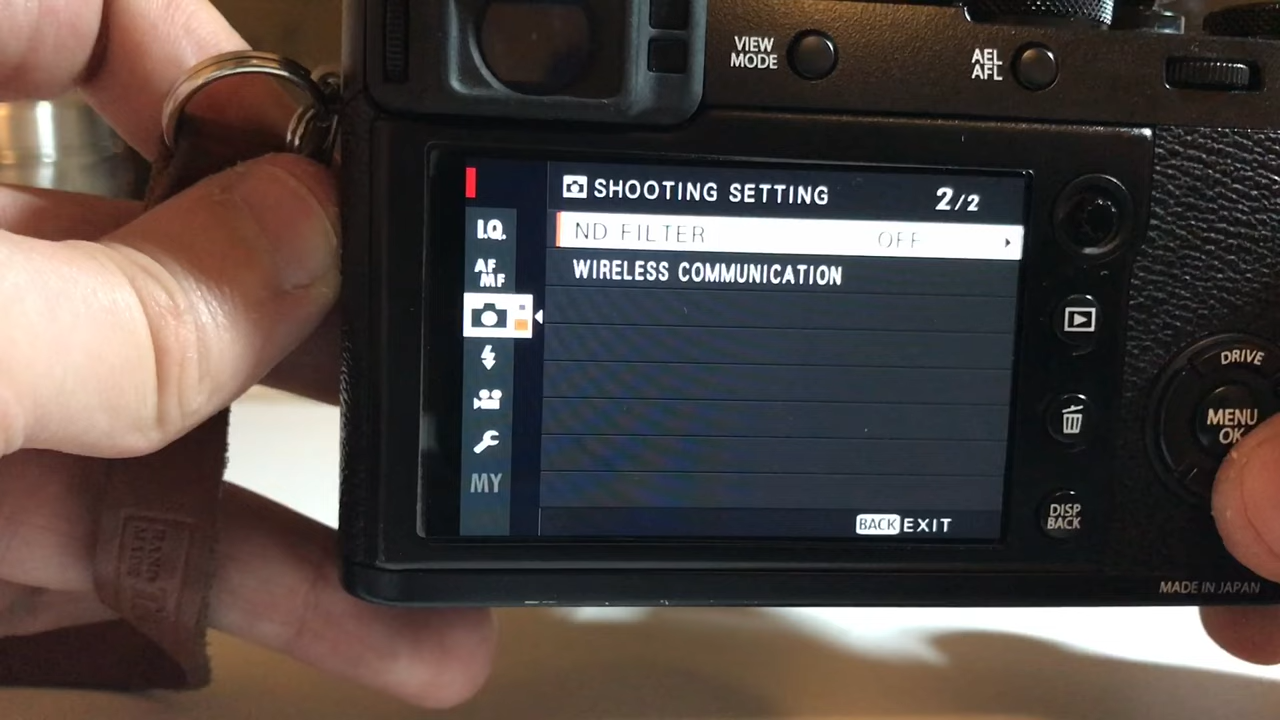 VIEW
MODE
AEL
AFL
SHOOTING SETTING 2/2
I.Q.
ND FILTER OFF
AF
MF
WIRELESS COMMUNICATION
DRIVE
MENU
OK
MY
DISP
BACK
BACK EXIT
MADE IN JAPAN